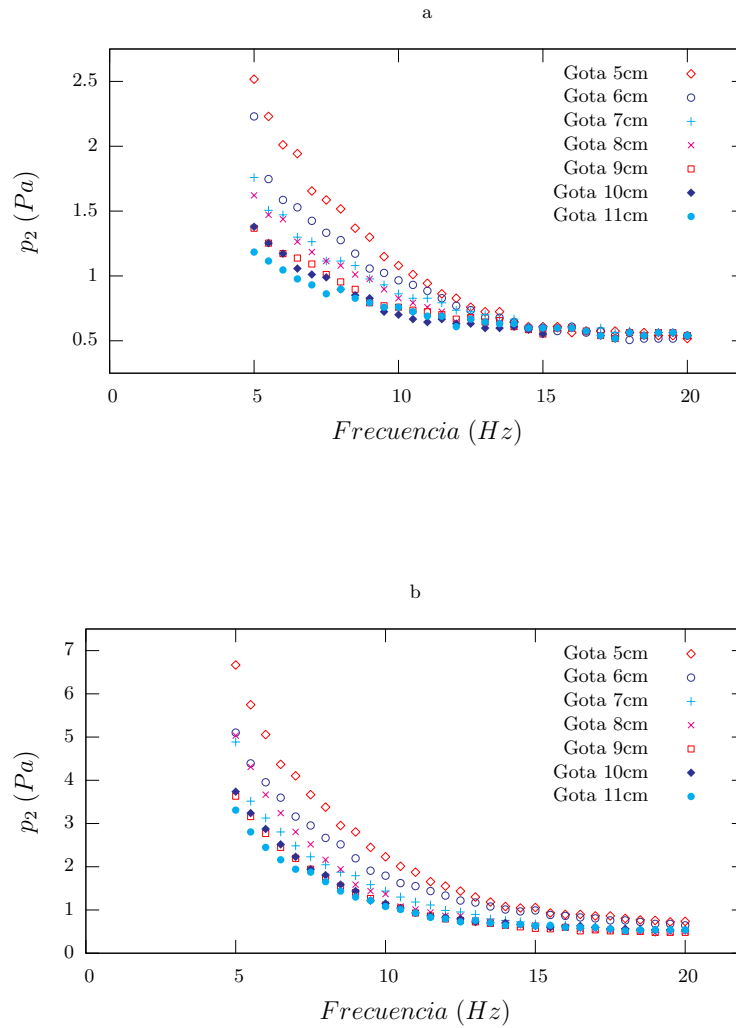 a
2.5
2
1.5
1
0.5
p₂ (Pa)
Gota 5cm
Gota 6cm
Gota 7cm
Gota 8cm
Gota 9cm
Gota 10cm
Gota 11cm
0 5 10 15 20
Frecuencia (Hz)
b
7
6
5
4
3
2
1
0
p₂ (Pa)
Gota 5cm
Gota 6cm
Gota 7cm
Gota 8cm
Gota 9cm
Gota 10cm
Gota 11cm
0 5 10 15 20
Frecuencia (Hz)